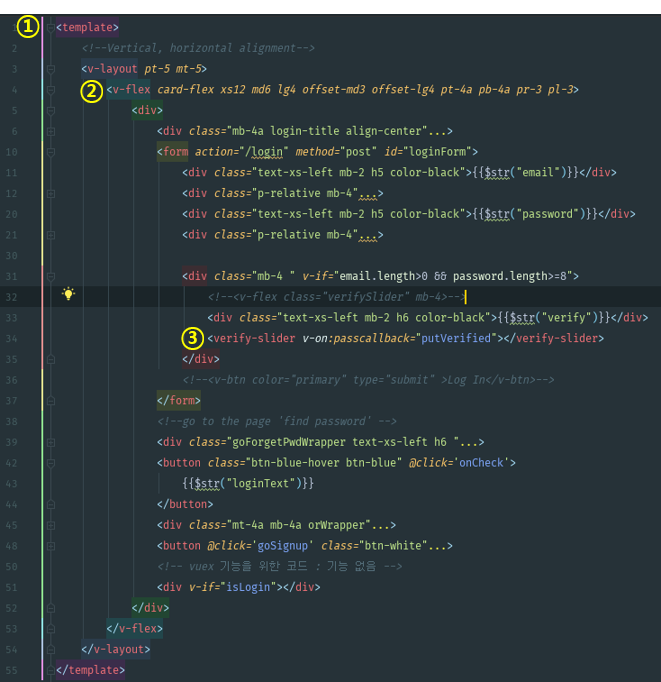 ①
1 <template>
2 <!--Vertical, horizontal alignment-->
3 <v-layout pt-5 mt-5>
② 4 <v-flex card-flex xs12 md6 lg4 offset-md3 offset-lg4 pt-4a pb-4a pr-3 pl-3>
5 <div>
6 <div class="mb-4a login-title align-center"...>
10 <form action="/login" method="post" id="loginForm">
11 <div class="text-xs-left mb-2 h5 color-black">{{$str("email")}}</div>
12 <div class="p-relative mb-4"...>
20 <div class="text-xs-left mb-2 h5 color-black">{{$str("password")}}</div>
21 <div class="p-relative mb-4"...>
30
31 <div class="mb-4 " v-if="email.length>0 && password.length>=8">
32 <!--<v-flex class="verifySlider" mb-4>-->
33 <div class="text-xs-left mb-2 h6 color-black">{{$str("verify")}}</div>
③ 34 <verify-slider v-on:passcallback="putVerified"></verify-slider>
35 </div>
36 <!--<v-btn color="primary" type="submit" >Log In</v-btn>-->
37 </form>
38 <!--go to the page 'find password' -->
39 <div class="goForgetPwdWrapper text-xs-left h6 "...>
42 <button class="btn-blue-hover btn-blue" @click='onCheck'>
43 {{$str("loginText")}}
44 </button>
45 <div class="mt-4a mb-4a orWrapper"...>
48 <button @click='goSignup' class="btn-white"...>
50 <!-- vuex 기능을 위한 코드 : 기능 없음 -->
51 <div v-if="isLogin"></div>
52 </div>
53 </v-flex>
54 </v-layout>
55 </template>